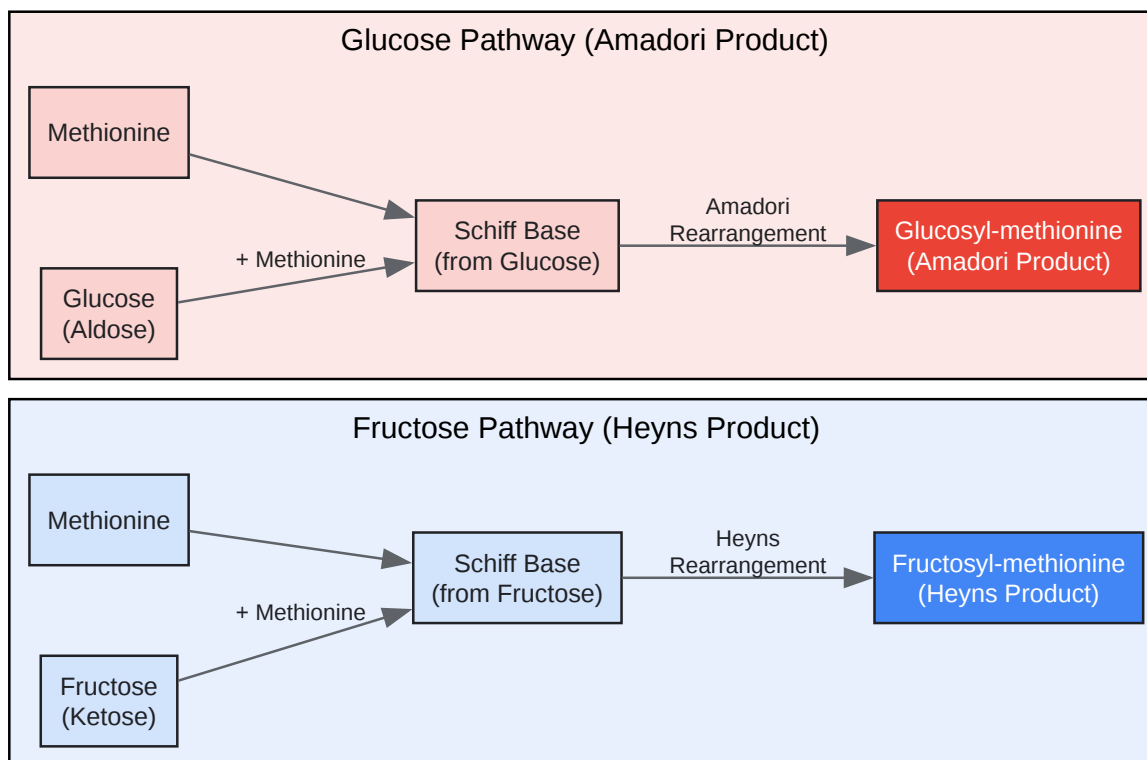 Glucose Pathway (Amadori Product)
Methionine
Glucose
(Aldose)
+ Methionine
Schiff Base
(from Glucose)
Amadori
Rearrangement
Glucosyl-methionine
(Amadori Product)
Fructose Pathway (Heyns Product)
Methionine
Fructose
(Ketose)
+ Methionine
Schiff Base
(from Fructose)
Heyns
Rearrangement
Fructosyl-methionine
(Heyns Product)